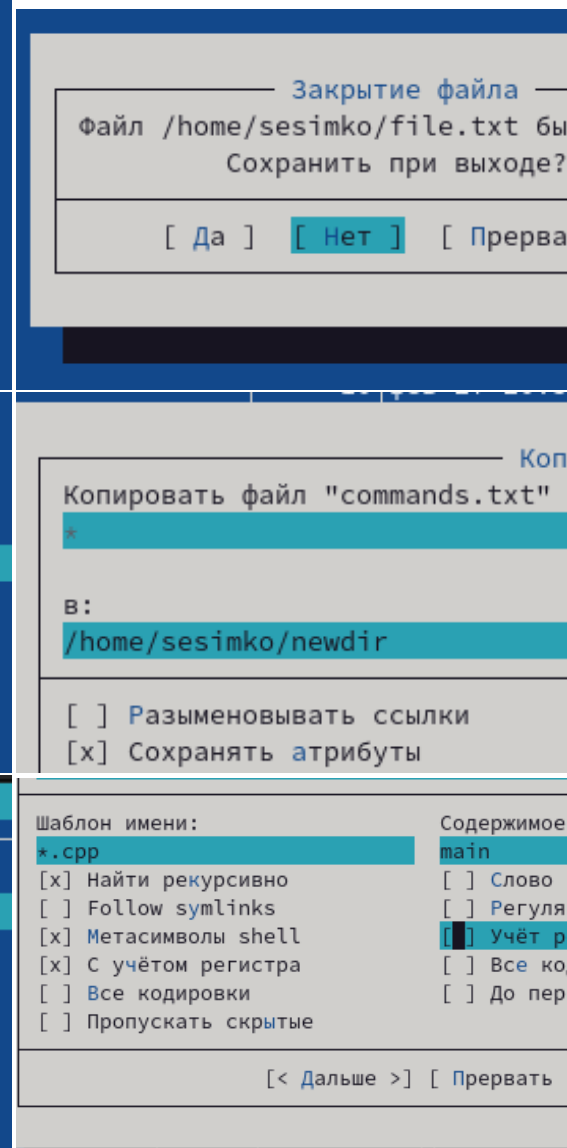 Закрытие файла
Файл /home/sesimko/file.txt бы
Сохранить при выходе?
[ Да ] [ Нет ] [ Прерва
Коп
Копировать файл "commands.txt"
*
в:
/home/sesimko/newdir
[ ] Разыменовывать ссылки
[x] Сохранять атрибуты
Шаблон имени:
*.cpp
[x] Найти рекурсивно
[ ] Follow symlinks
[x] Метасимволы shell
[x] С учётом регистра
[ ] Все кодировки
[ ] Пропускать скрытые
Содержимое
main
[ ] Слово
[ ] Регуля
[ ] Учёт р
[ ] Все ко
[ ] До пер
[< Дальше >] [ Прервать